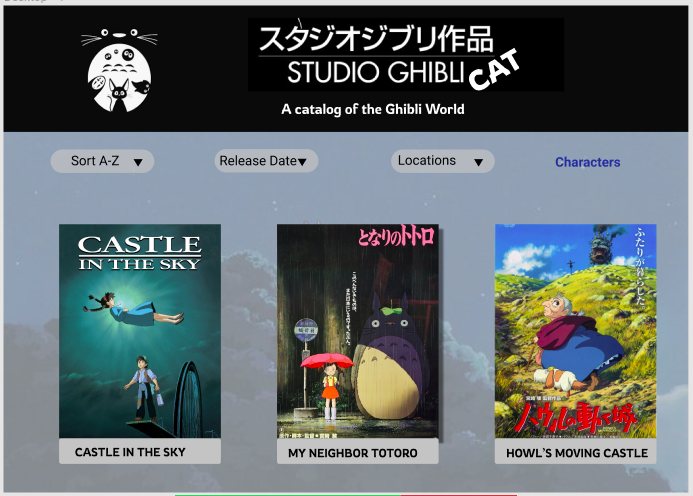 スタジオジブリ作品
STUDIO GHIBLI CAT
A catalog of the Ghibli World
Sort A-Z
Release Date
Locations
Characters
CASTLE
IN THE SKY
となりのトトロ
ふたりが暮らした。
ハウルの動く城
CASTLE IN THE SKY
MY NEIGHBOR TOTORO
HOWL'S MOVING CASTLE